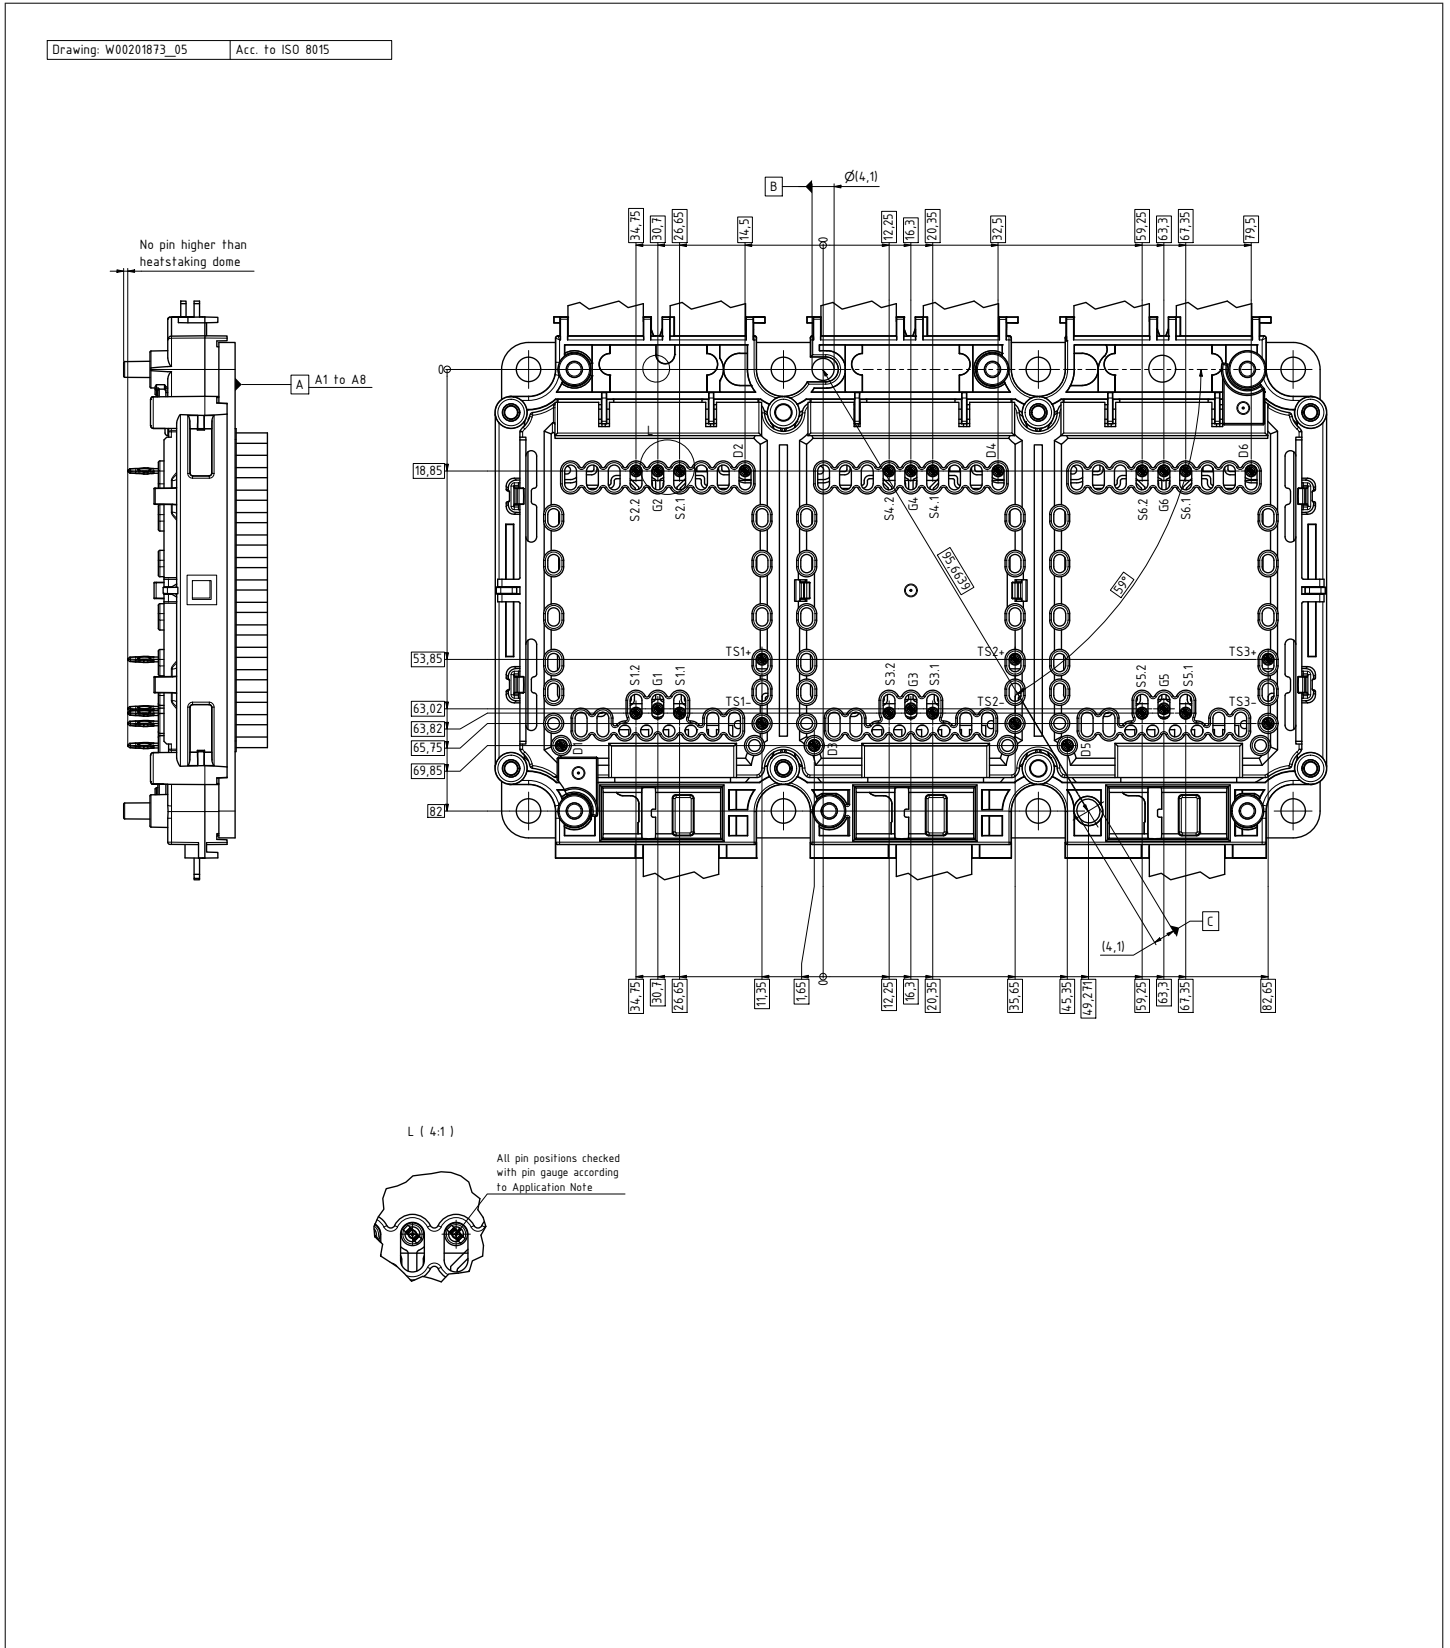 Drawing: W00201873_05 Acc. to ISO 8015
B
Ø(4,1)
34,75 30,7 26,65 14,5 0 12,25 16,3 20,35 32,5 59,25 63,3 67,35 79,5
No pin higher than
heatstaking dome
A A1 to A8
0
L D2 D4 D6
18,85
S2.2 G2 S2.1 S4.2 G4 S4.1 S6.2 G6 S6.1
95,6639
59°
53,85
TS1+ TS2+ TS3+
S1.2 G1 S1.1 S3.2 G3 S3.1 S5.2 G5 S5.1
TS1- TS2- TS3-
63,02
63,82
65,75
69,85
D1 D3 D5
82
C
(4,1)
34,75 30,7 26,65 11,35 1,65 0 12,25 16,3 20,35 35,65 45,35 49,271 59,25 63,3 67,35 82,65
L ( 4:1 )
All pin positions checked
with pin gauge according
to Application Note